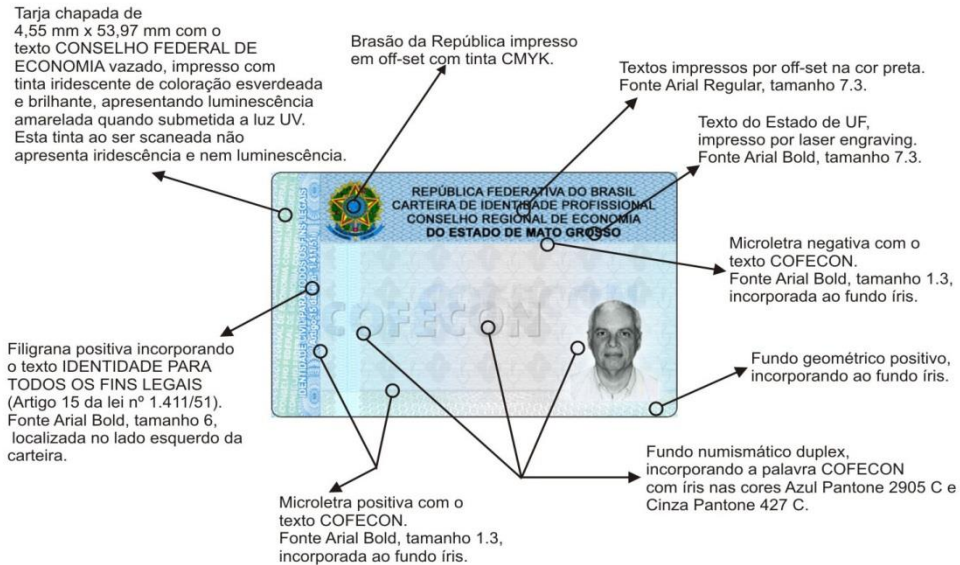 Tarja chapada de
4,55 mm x 53,97 mm com o
texto CONSELHO FEDERAL DE
ECONOMIA vazado, impresso com
tinta iridescente de coloração esverdeada
e brilhante, apresentando luminescência
amarelada quando submetida a luz UV.
Esta tinta ao ser scaneada não
apresenta iridescência e nem luminescência.
Brasão da República impresso
em off-set com tinta CMYK.
Textos impressos por off-set na cor preta.
Fonte Arial Regular, tamanho 7.3.
Texto do Estado de UF,
impresso por laser engraving.
Fonte Arial Bold, tamanho 7.3.
REPÚBLICA FEDERATIVA DO BRASIL
CARTEIRA DE IDENTIDADE PROFISSIONAL
CONSELHO REGIONAL DE ECONOMIA
DO ESTADO DE MATO GROSSO
COFECON
Microletra negativa com o
texto COFECON.
Fonte Arial Bold, tamanho 1.3,
incorporada ao fundo íris.
Filigrana positiva incorporando
o texto IDENTIDADE PARA
TODOS OS FINS LEGAIS
(Artigo 15 da lei nº 1.411/51).
Fonte Arial Bold, tamanho 6,
localizada no lado esquerdo da
carteira.
Fundo geométrico positivo,
incorporando ao fundo íris.
Microletra positiva com o
texto COFECON.
Fonte Arial Bold, tamanho 1.3,
incorporada ao fundo íris.
Fundo numismático duplex,
incorporando a palavra COFECON
com íris nas cores Azul Pantone 2905 C e
Cinza Pantone 427 C.